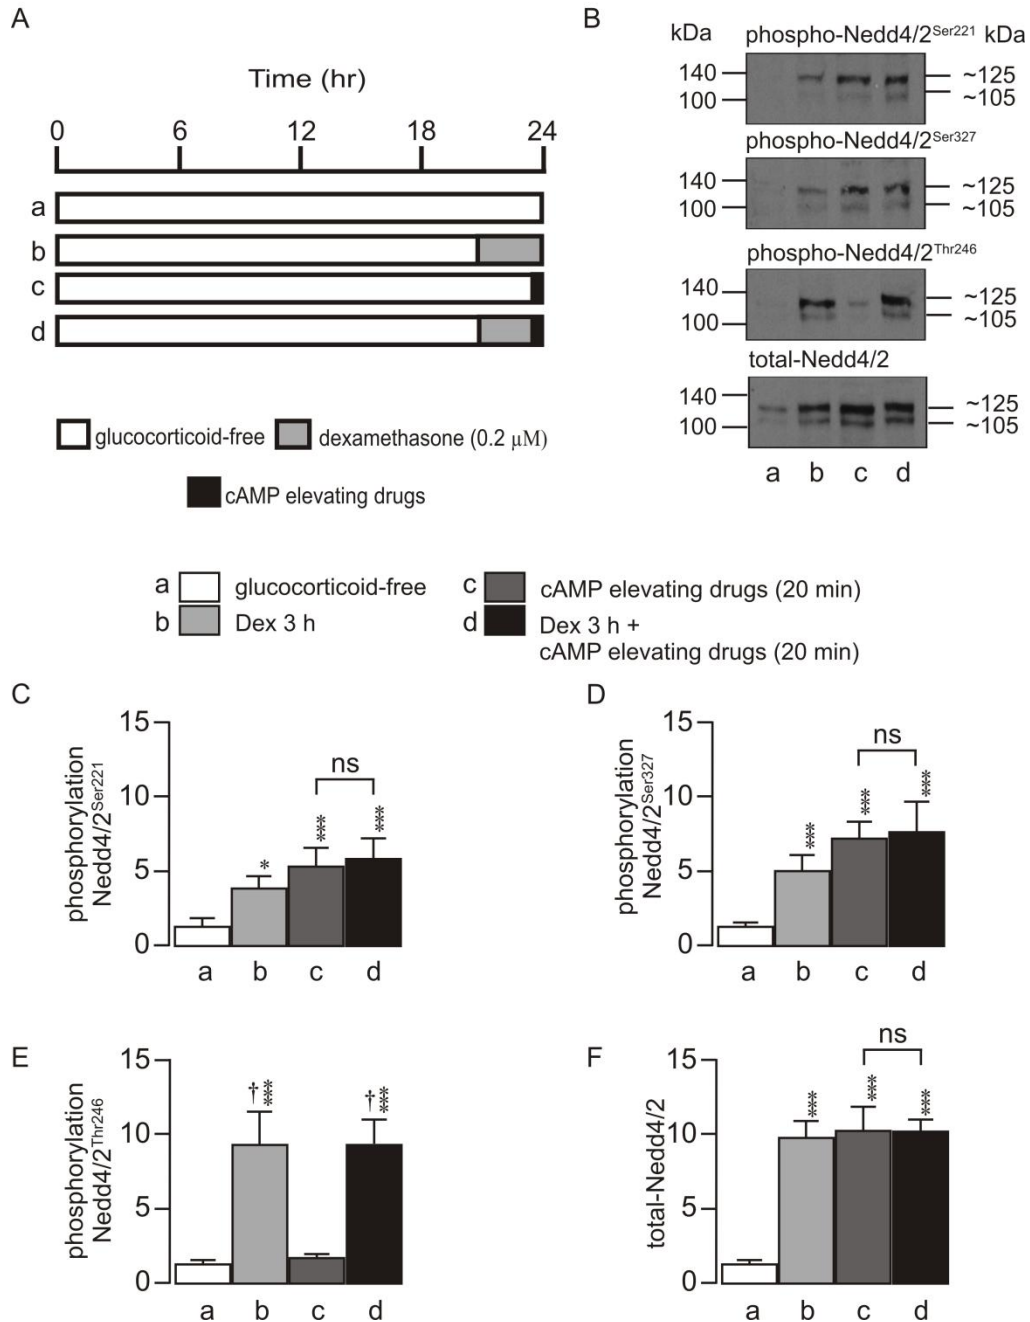 A
Time (hr)
0 6 12 18 24
a
b
c
d
glucocorticoid-free dexamethasone (0.2 µM)
cAMP elevating drugs
B
kDa phospho-Nedd4/2Ser221 kDa
140 ~125
100 ~105
phospho-Nedd4/2Ser327
140 ~125
100 ~105
phospho-Nedd4/2Thr246
140 ~125
100 ~105
total-Nedd4/2
140 ~125
100 ~105
a b c d
a glucocorticoid-free
b Dex 3 h
c cAMP elevating drugs (20 min)
d Dex 3 h +
cAMP elevating drugs (20 min)
C
phosphorylation
Nedd4/2Ser221
15
10
5
0
* *** ***
ns
a b c d
D
phosphorylation
Nedd4/2Ser327
15
10
5
0
*** *** ***
ns
a b c d
E
phosphorylation
Nedd4/2Thr246
15
10
5
0
† *** † ***
a b c d
F
total-Nedd4/2
15
10
5
0
*** *** ***
ns
a b c d